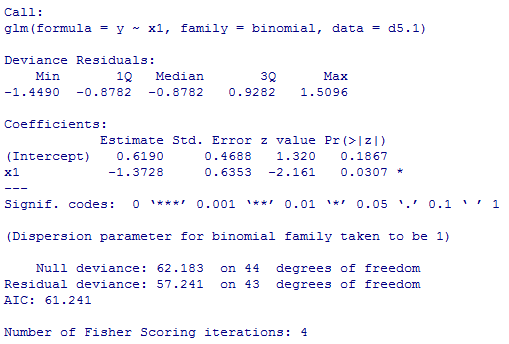 Call:
glm(formula = y ~ x1, family = binomial, data = d5.1)
Deviance Residuals:
Min 1Q Median 3Q Max
-1.4490 -0.8782 -0.8782 0.9282 1.5096
Coefficients:
Estimate Std. Error z value Pr(>|z|)
(Intercept) 0.6190 0.4688 1.320 0.1867
x1 -1.3728 0.6353 -2.161 0.0307 *
---
Signif. codes: 0 ‘***’ 0.001 ‘**’ 0.01 ‘*’ 0.05 ‘.’ 0.1 ‘ ’ 1
(Dispersion parameter for binomial family taken to be 1)
Null deviance: 62.183 on 44 degrees of freedom
Residual deviance: 57.241 on 43 degrees of freedom
AIC: 61.241
Number of Fisher Scoring iterations: 4